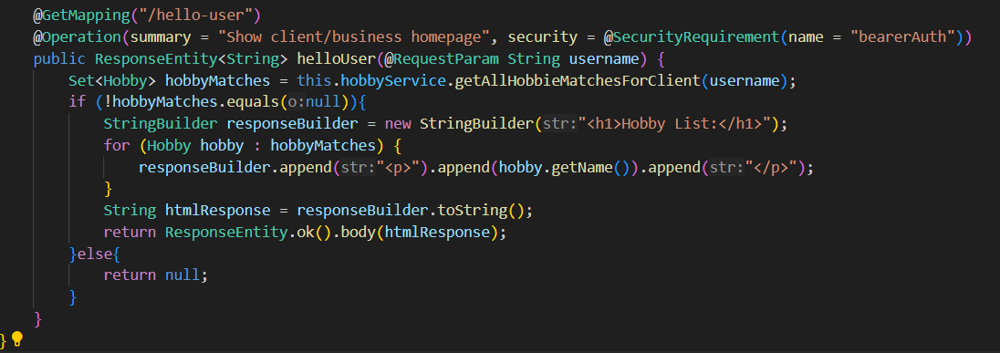 @GetMapping("/hello-user")
@Operation(summary = "Show client/business homepage", security = @SecurityRequirement(name = "bearerAuth"))
public ResponseEntity<String> helloUser(@RequestParam String username) {
    Set<Hobby> hobbyMatches = this.hobbyService.getAllHobbieMatchesForClient(username);
    if (!hobbyMatches.equals(o:null)){
        StringBuilder responseBuilder = new StringBuilder(str:"<h1>Hobby List:</h1>");
        for (Hobby hobby : hobbyMatches) {
            responseBuilder.append(str:"<p>").append(hobby.getName()).append(str:"</p>");
        }
        String htmlResponse = responseBuilder.toString();
        return ResponseEntity.ok().body(htmlResponse);
    }else{
        return null;
    }
}
}